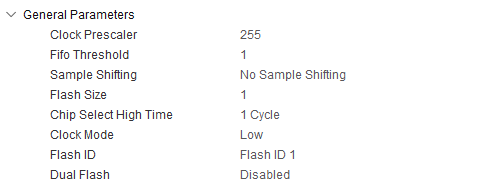 General Parameters
Clock Prescaler 255
Fifo Threshold 1
Sample Shifting No Sample Shifting
Flash Size 1
Chip Select High Time 1 Cycle
Clock Mode Low
Flash ID Flash ID 1
Dual Flash Disabled